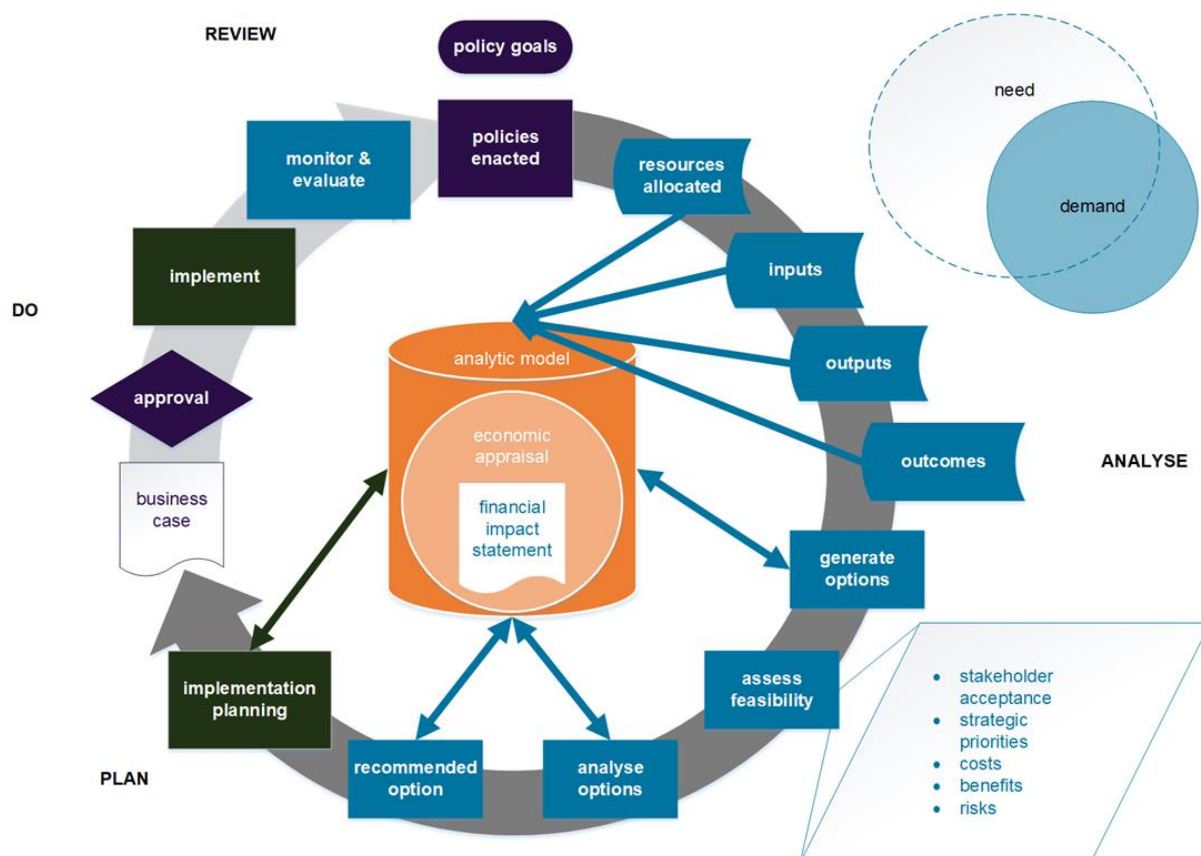 REVIEW
policy goals
need
demand
policies
enacted
monitor &
evaluate
resources
allocated
inputs
outputs
outcomes
ANALYSE
implement
DO
approval
business
case
analytic model
economic
appraisal
financial
impact
statement
generate
options
assess
feasibility
• stakeholder
acceptance
• strategic
priorities
• costs
• benefits
• risks
analyse
options
recommended
option
implementation
planning
PLAN